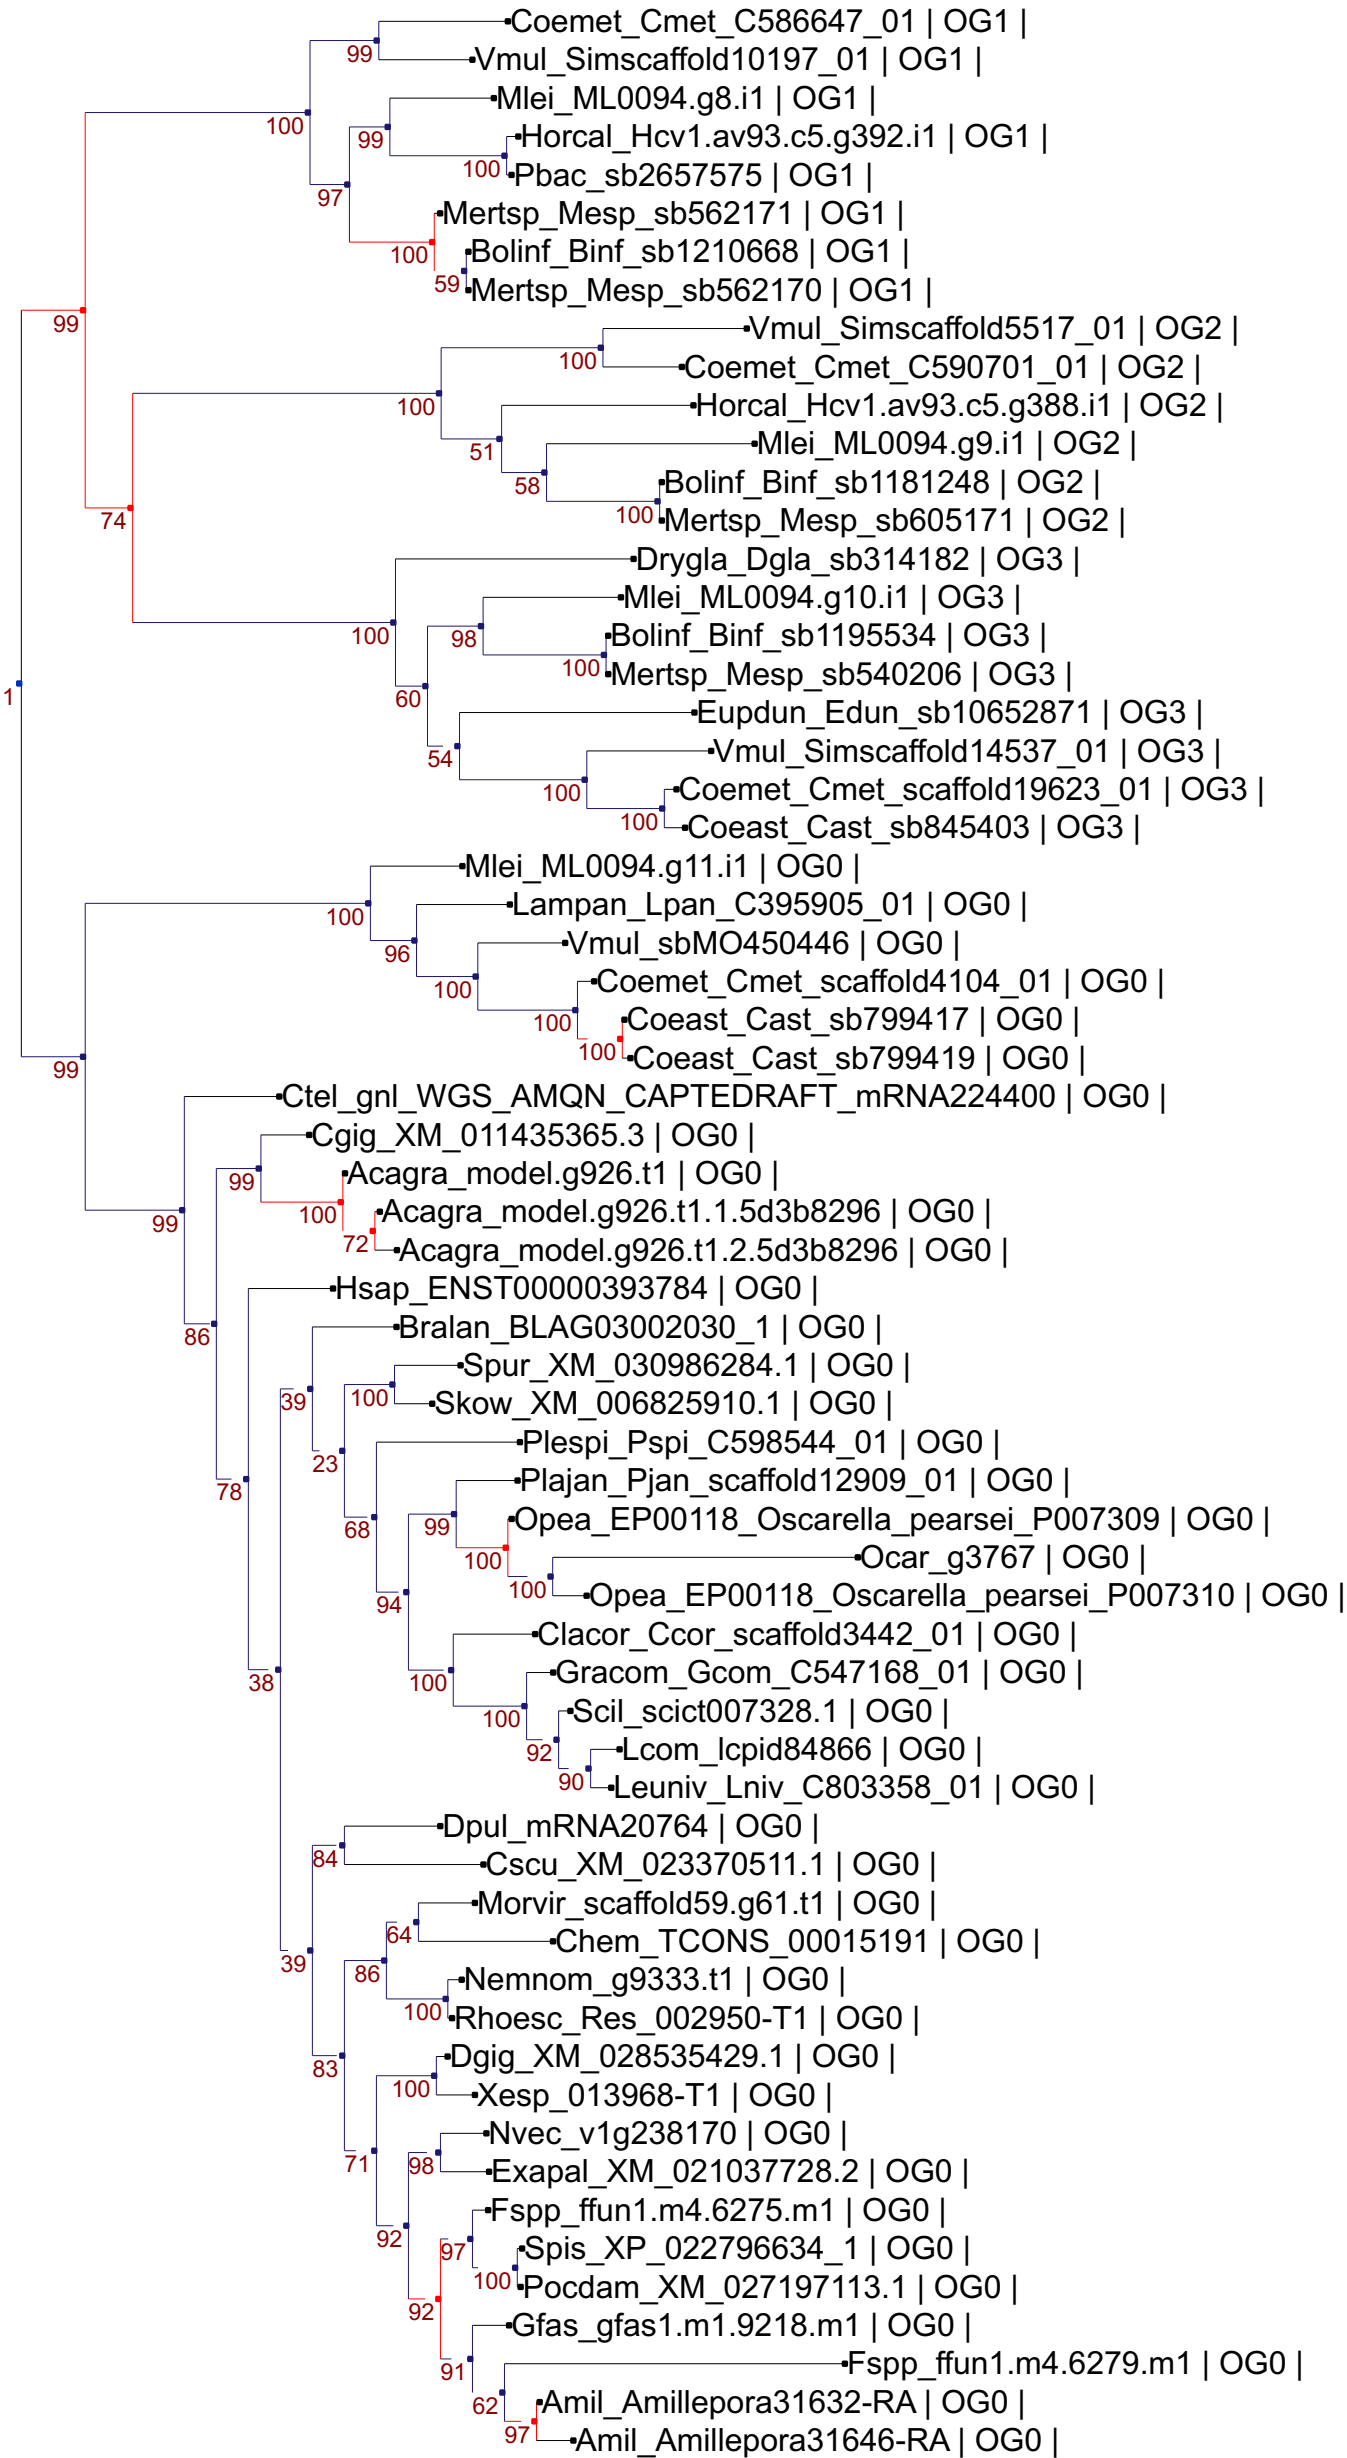 Coemet_Cmet_C586647_01 | OG1 |
99
Vmul_Simscaffold10197_01 | OG1 |
Mlei_ML0094.g8.i1 | OG1 |
100
99
Horcal_Hcv1.av93.c5.g392.i1 | OG1 |
100
Pbac_sb2657575 | OG1 |
97
Mertsp_Mesp_sb562171 | OG1 |
100
Bolinf_Binf_sb1210668 | OG1 |
59
Mertsp_Mesp_sb562170 | OG1 |
99
Vmul_Simscaffold5517_01 | OG2 |
100
Coemet_Cmet_C590701_01 | OG2 |
100
Horcal_Hcv1.av93.c5.g388.i1 | OG2 |
51
Mlei_ML0094.g9.i1 | OG2 |
58
Bolinf_Binf_sb1181248 | OG2 |
100
Mertsp_Mesp_sb605171 | OG2 |
74
Drygla_Dgla_sb314182 | OG3 |
Mlei_ML0094.g10.i1 | OG3 |
100
98
Bolinf_Binf_sb1195534 | OG3 |
100
Mertsp_Mesp_sb540206 | OG3 |
1
60
Eupdun_Edun_sb10652871 | OG3 |
54
Vmul_Simscaffold14537_01 | OG3 |
100
Coemet_Cmet_scaffold19623_01 | OG3 |
100
Coeast_Cast_sb845403 | OG3 |
Mlei_ML0094.g11.i1 | OG0 |
100
Lampan_Lpan_C395905_01 | OG0 |
96
Vmul_sbMO450446 | OG0 |
100
Coemet_Cmet_scaffold4104_01 | OG0 |
100
Coeast_Cast_sb799417 | OG0 |
100
Coeast_Cast_sb799419 | OG0 |
99
Ctel_gnl_WGS_AMQN_CAPTEDRAFT_mRNA224400 | OG0 |
Cgig_XM_011435365.3 | OG0 |
99
Acagra_model.g926.t1 | OG0 |
100
Acagra_model.g926.t1.1.5d3b8296 | OG0 |
99
72
Acagra_model.g926.t1.2.5d3b8296 | OG0 |
Hsap_ENST00000393784 | OG0 |
86
Bralan_BLAG03002030_1 | OG0 |
Spur_XM_030986284.1 | OG0 |
39
100
Skow_XM_006825910.1 | OG0 |
Plespi_Pspi_C598544_01 | OG0 |
23
Plajan_Pjan_scaffold12909_01 | OG0 |
78
Opea_EP00118_Oscarella_pearsei_P007309 | OG0 |
68
99
Ocar_g3767 | OG0 |
100
100
Opea_EP00118_Oscarella_pearsei_P007310 | OG0 |
94
Clacor_Ccor_scaffold3442_01 | OG0 |
38
100
Gracom_Gcom_C547168_01 | OG0 |
100
Scil_scict007328.1 | OG0 |
92
Lcom_lcpid84866 | OG0 |
90
Leuniv_Lniv_C803358_01 | OG0 |
Dpul_mRNA20764 | OG0 |
84
Cscu_XM_023370511.1 | OG0 |
Morvir_scaffold59.g61.t1 | OG0 |
64
Chem_TCONS_00015191 | OG0 |
39
86
Nemnom_g9333.t1 | OG0 |
100
Rhoesc_Res_002950-T1 | OG0 |
83
Dgig_XM_028535429.1 | OG0 |
100
Xesp_013968-T1 | OG0 |
Nvec_v1g238170 | OG0 |
71
98
Exapal_XM_021037728.2 | OG0 |
Fspp_ffun1.m4.6275.m1 | OG0 |
92
97
Spis_XP_022796634_1 | OG0 |
100
Pocdam_XM_027197113.1 | OG0 |
92
Gfas_gfas1.m1.9218.m1 | OG0 |
91
Fspp_ffun1.m4.6279.m1 | OG0 |
62
Amil_Amillepora31632-RA | OG0 |
97
Amil_Amillepora31646-RA | OG0 |